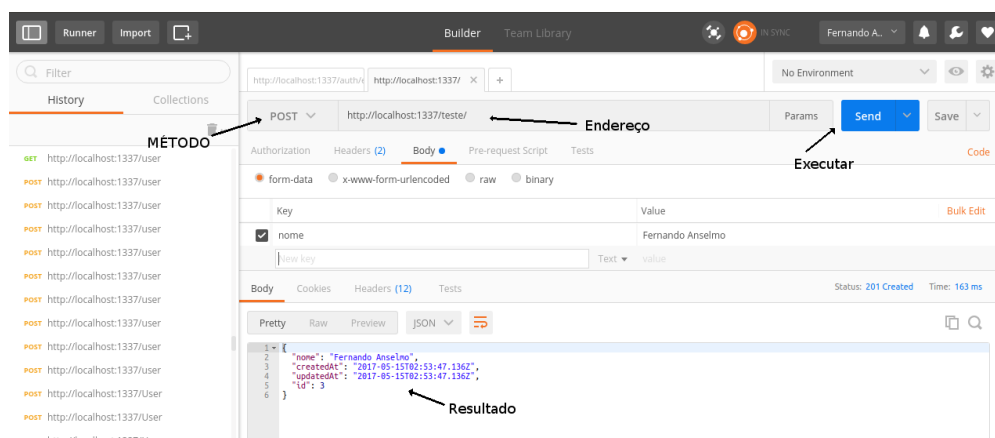 Runner Import Builder Team Library IN SYNC Fernando A..
Filter
History Collections
http://localhost:1337/auth/ http://localhost:1337/ × +
No Environment
POST http://localhost:1337/teste/ Params Send Save
MÉTODO
Endereço
Executar
Authorization Headers (2) Body Pre-request Script Tests Code
form-data x-www-form-urlencoded raw binary
Key Value Bulk Edit
nome Fernando Anselmo
New key Text value
Body Cookies Headers (12) Tests Status: 201 Created Time: 163 ms
Pretty Raw Preview JSON
1 {
2 "nome": "Fernando Anselmo",
3 "createdAt": "2017-05-15T02:53:47.136Z",
4 "updatedAt": "2017-05-15T02:53:47.136Z",
5 "id": 3
6 }
Resultado
GET http://localhost:1337/user
POST http://localhost:1337/user
POST http://localhost:1337/user
POST http://localhost:1337/user
POST http://localhost:1337/user
POST http://localhost:1337/user
POST http://localhost:1337/user
POST http://localhost:1337/user
POST http://localhost:1337/user
POST http://localhost:1337/user
POST http://localhost:1337/User
POST http://localhost:1337/User